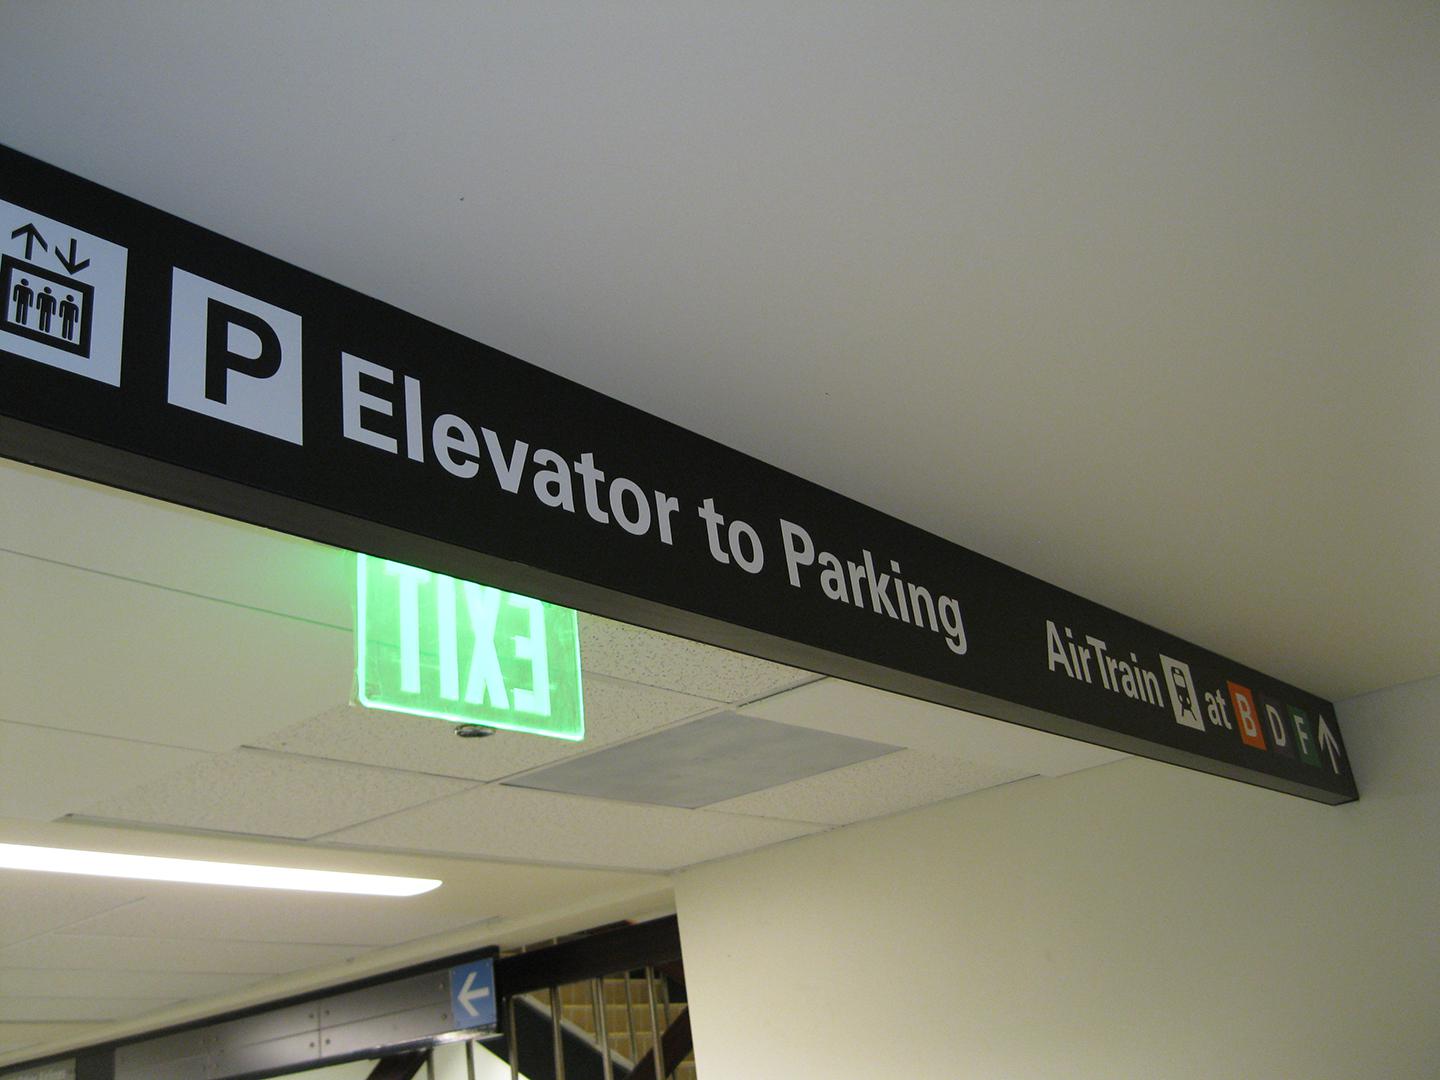 P Elevator to Parking AirTrain at B D F
EXIT